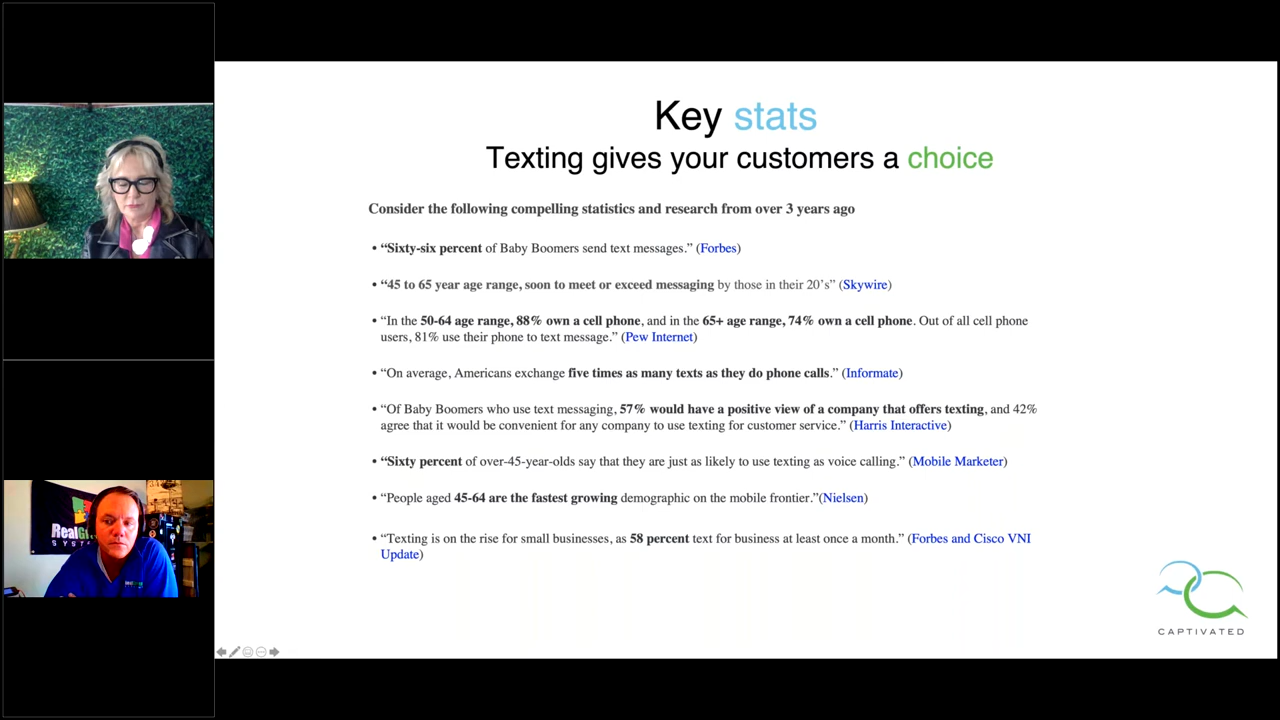 Key stats
Texting gives your customers a choice
Consider the following compelling statistics and research from over 3 years ago
• “Sixty-six percent of Baby Boomers send text messages.” (Forbes)
• “45 to 65 year age range, soon to meet or exceed messaging by those in their 20’s” (Skywire)
• “In the 50-64 age range, 88% own a cell phone, and in the 65+ age range, 74% own a cell phone. Out of all cell phone
users, 81% use their phone to text message.” (Pew Internet)
• “On average, Americans exchange five times as many texts as they do phone calls.” (Informate)
• “Of Baby Boomers who use text messaging, 57% would have a positive view of a company that offers texting, and 42%
agree that it would be convenient for any company to use texting for customer service.” (Harris Interactive)
• “Sixty percent of over-45-year-olds say that they are just as likely to use texting as voice calling.” (Mobile Marketer)
• “People aged 45-64 are the fastest growing demographic on the mobile frontier.”(Nielsen)
• “Texting is on the rise for small businesses, as 58 percent text for business at least once a month.” (Forbes and Cisco VNI
Update)
CAPTIVATED